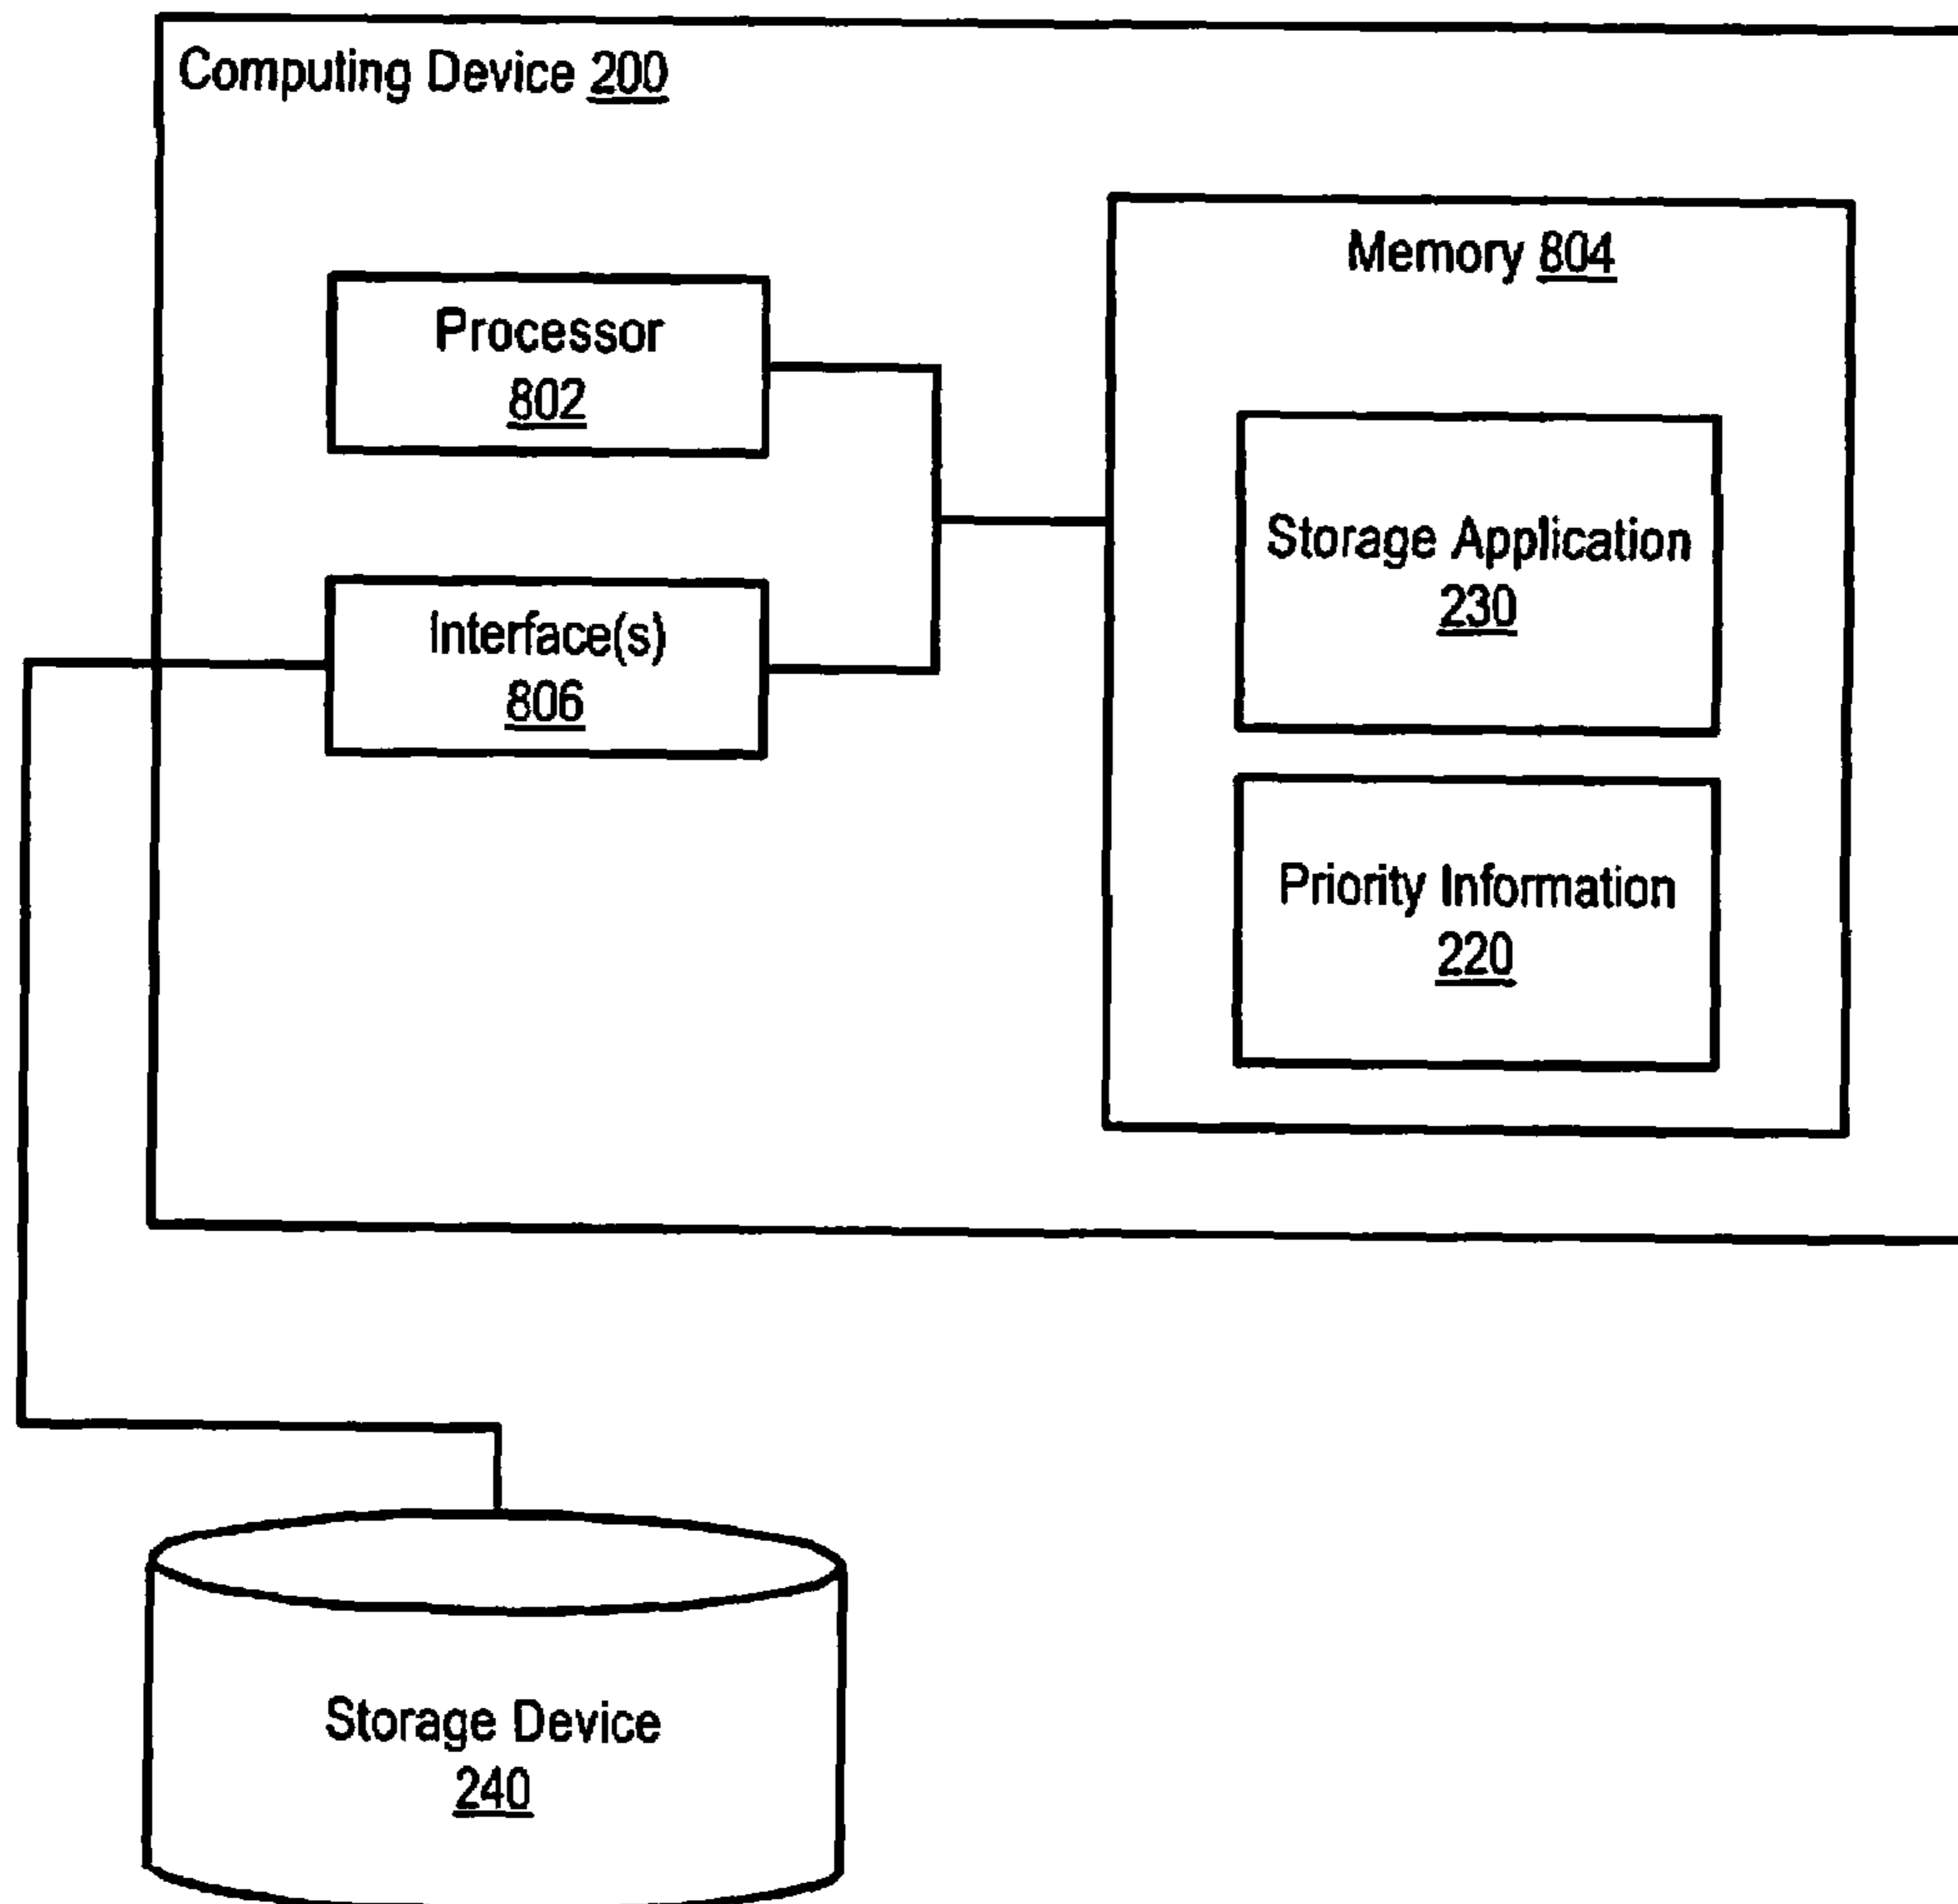 Computing Device 200
Memory 804
Processor
802
Storage Application
230
Interface(s)
806
Priority Information
220
Storage Device
240